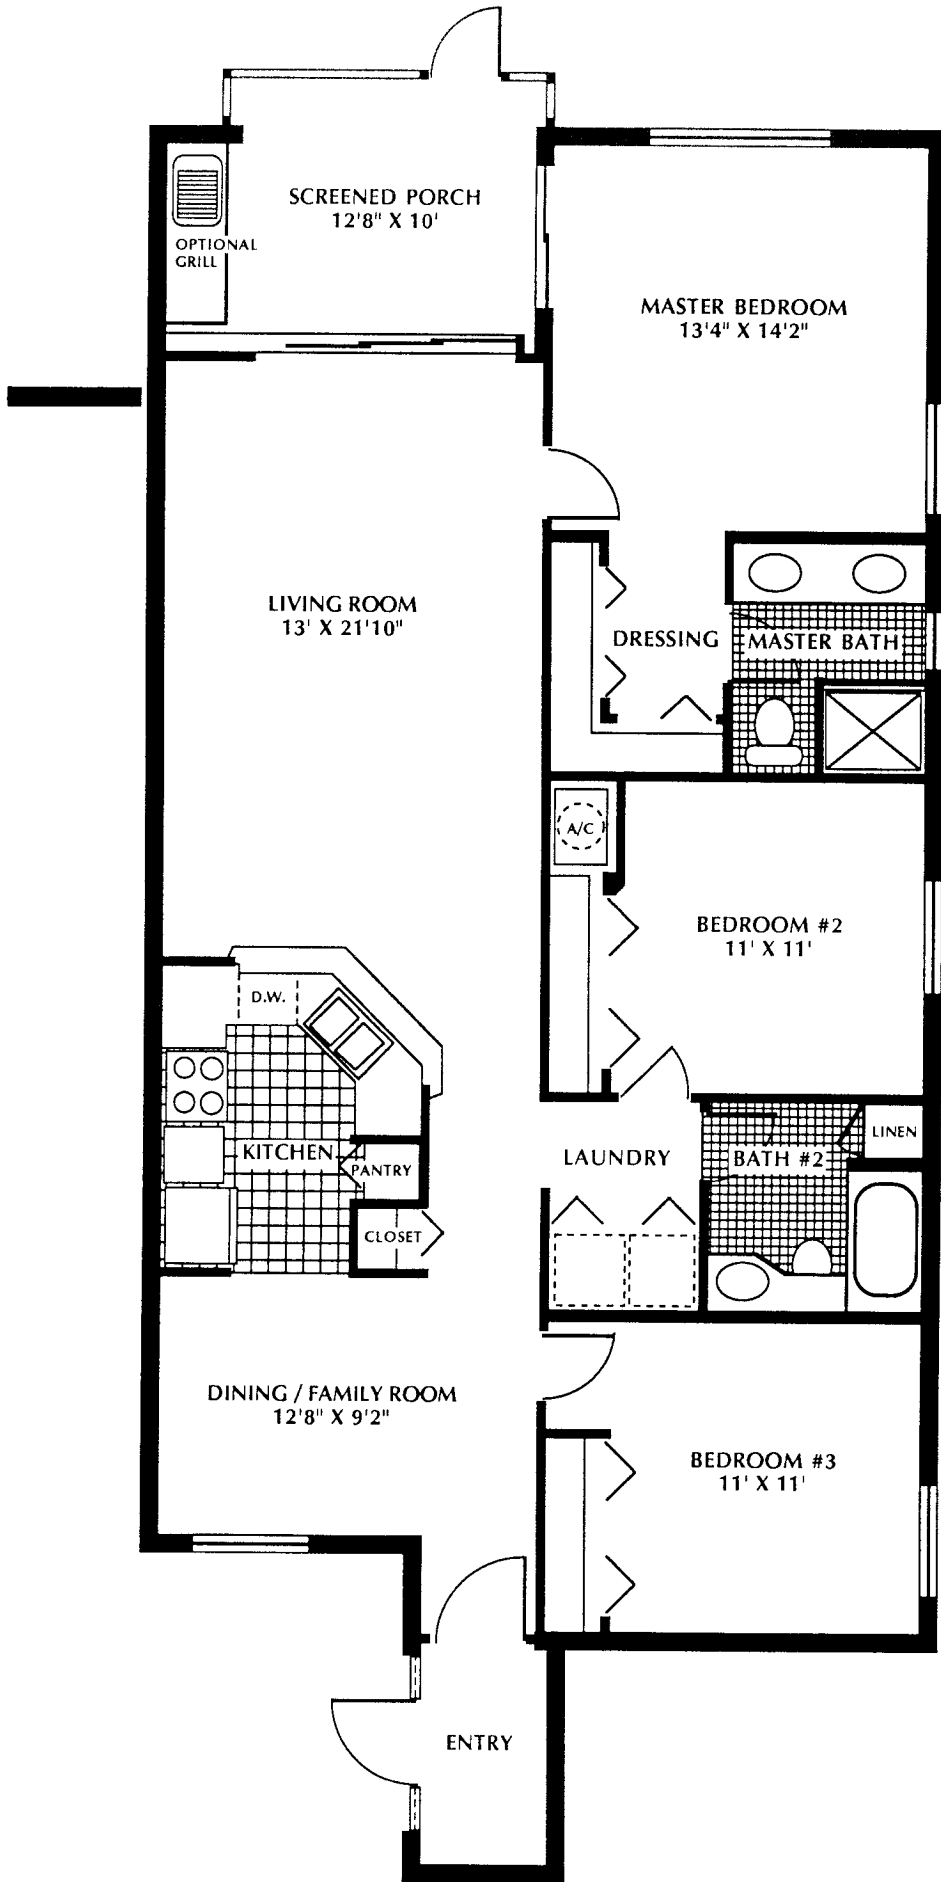 SCREENED PORCH
12'8" X 10'
OPTIONAL
GRILL
MASTER BEDROOM
13'4" X 14'2"
LIVING ROOM
13' X 21'10"
DRESSING
MASTER BATH
A/C
BEDROOM #2
11' X 11'
D.W.
KITCHEN
PANTRY
CLOSET
LAUNDRY
BATH #2
LINEN
DINING / FAMILY ROOM
12'8" X 9'2"
BEDROOM #3
11' X 11'
ENTRY